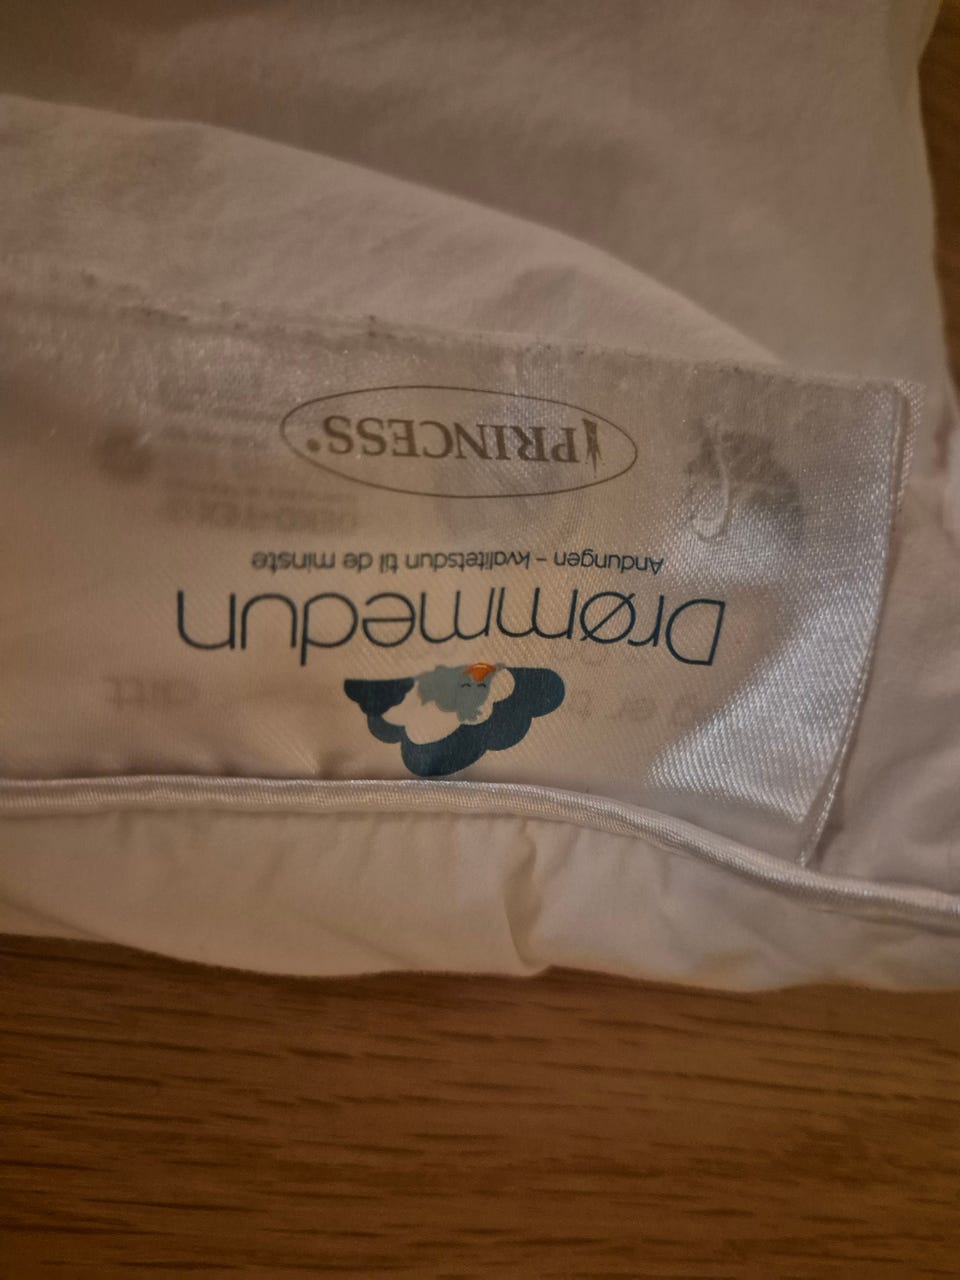 Drømmedun
Andungen - kvalitetsdun til de minste
PRINCESS®